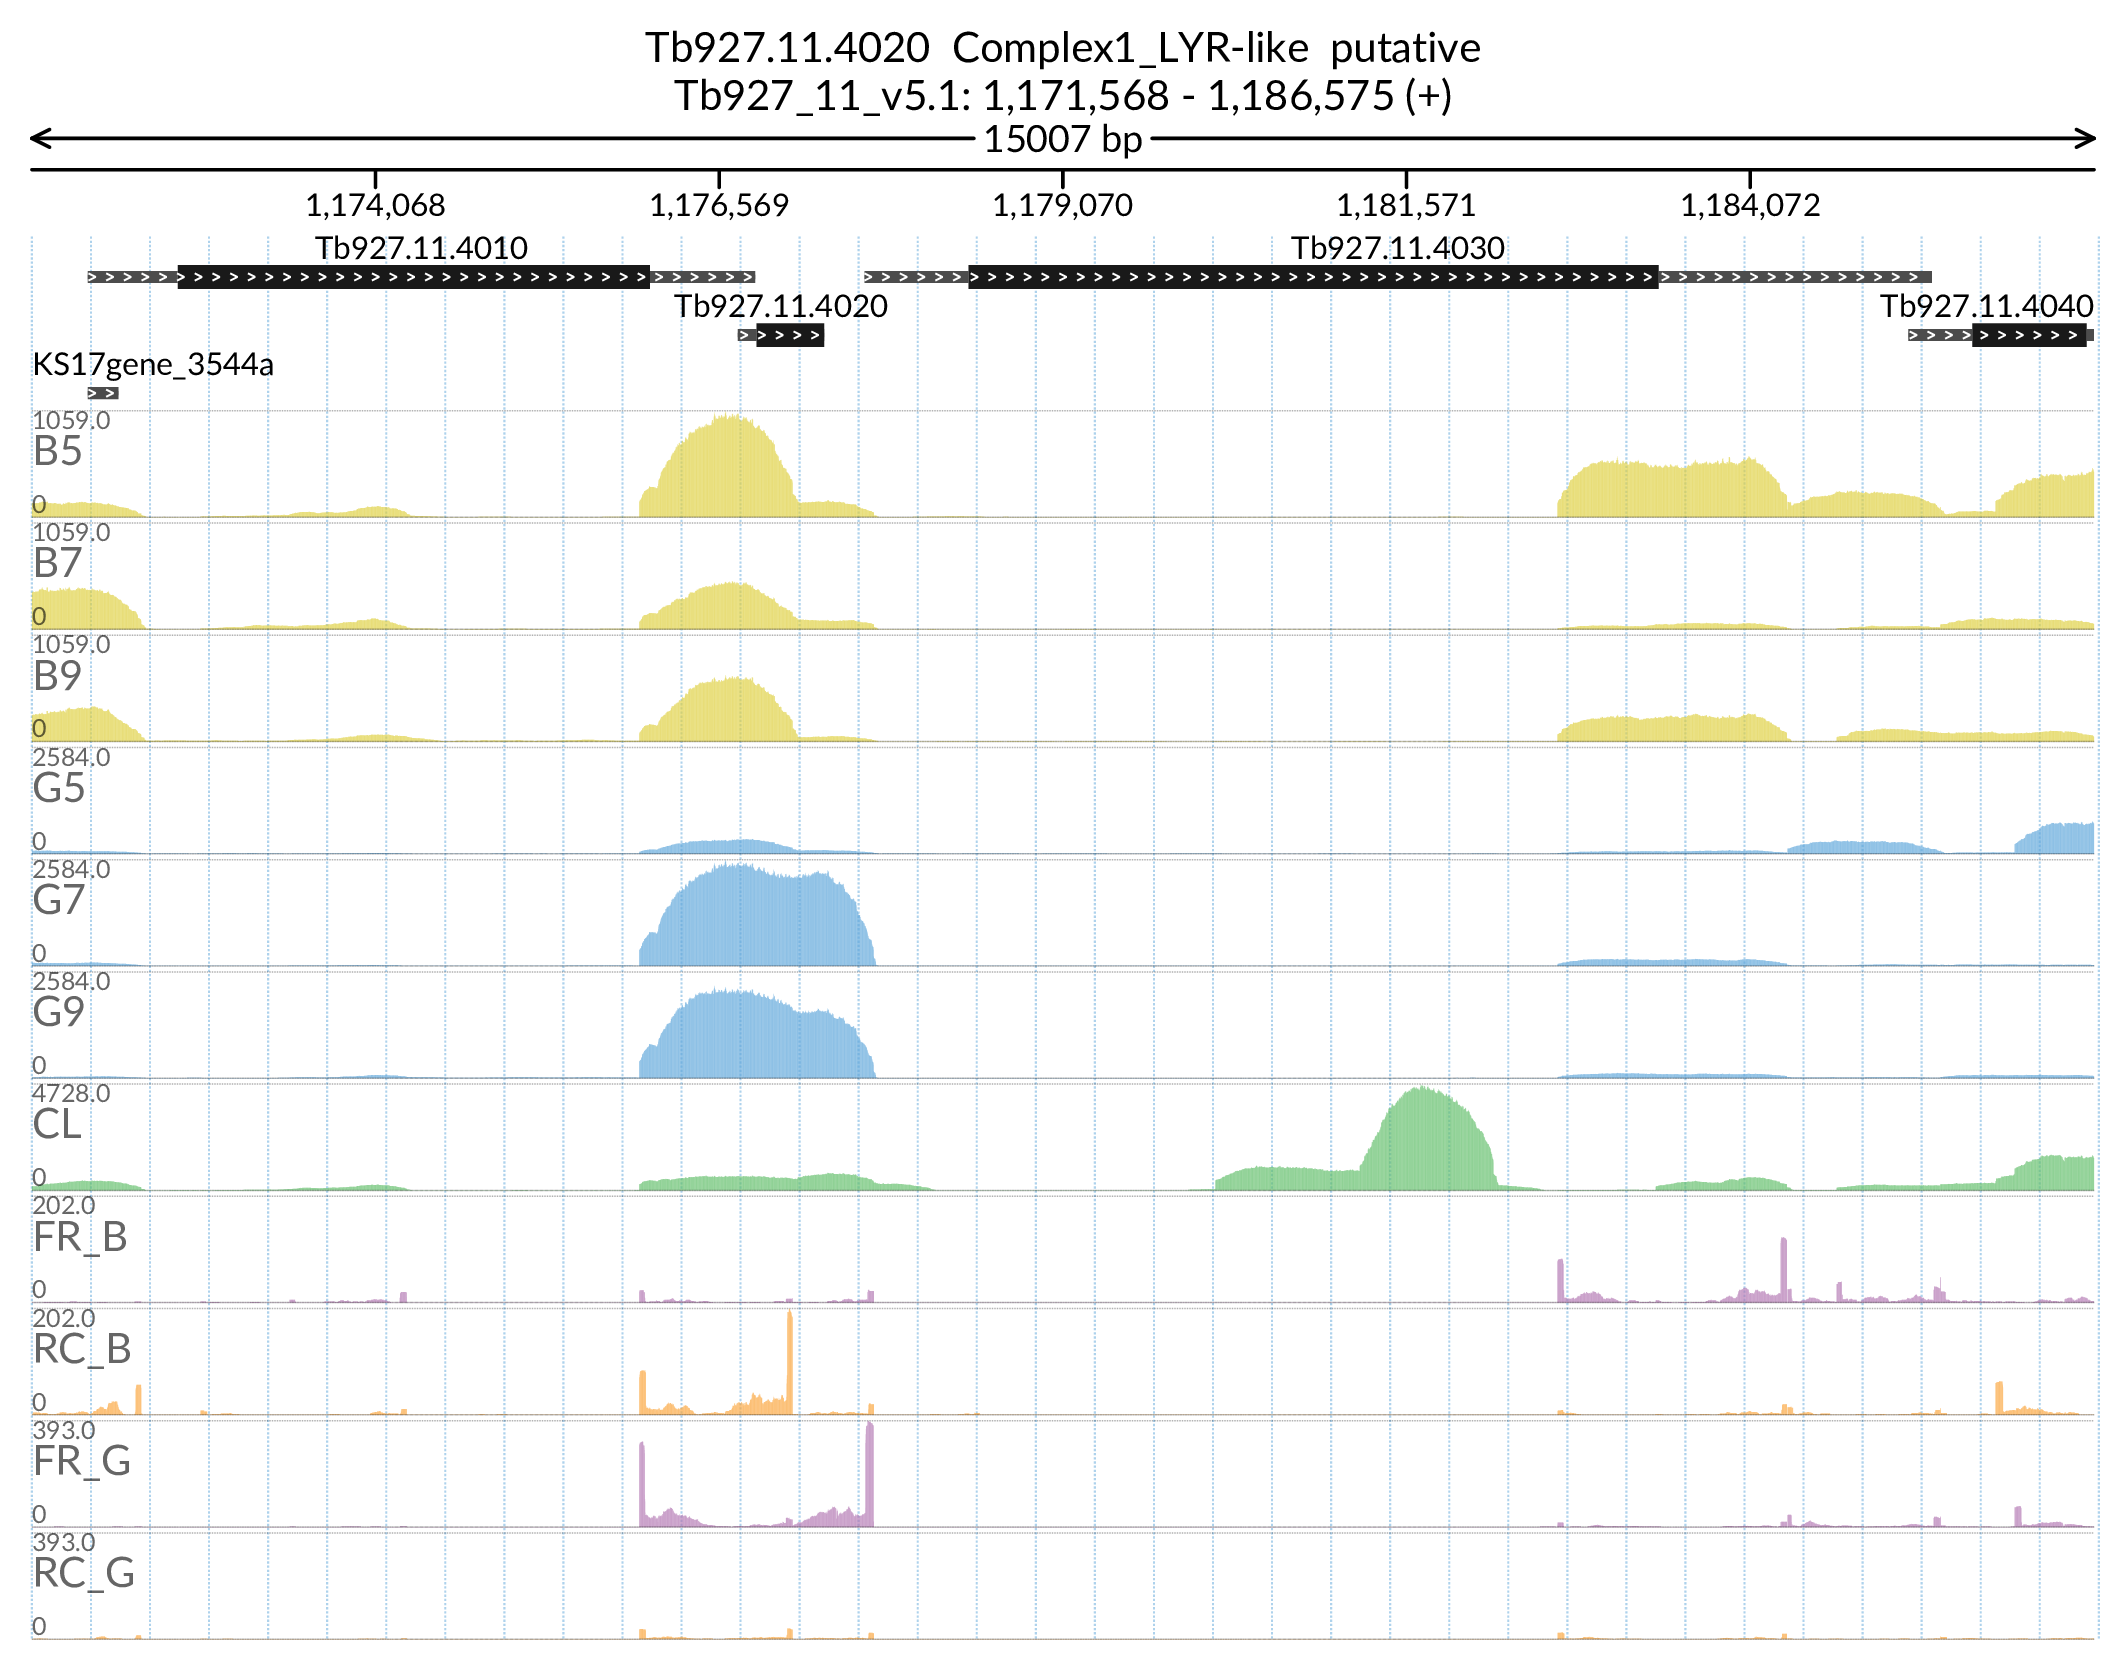 Tb927.11.4020 Complex1_LYR-like putative
Tb927_11_v5.1: 1,171,568 - 1,186,575 (+)
15007 bp
1,174,068 1,176,569 1,179,070 1,181,571 1,184,072
Tb927.11.4010 Tb927.11.4030
Tb927.11.4020 Tb927.11.4040
KS17gene_3544a
1059.0
B5
0
1059.0
B7
0
1059.0
B9
0
2584.0
G5
0
2584.0
G7
0
2584.0
G9
0
4728.0
CL
0
202.0
FR_B
0
202.0
RC_B
0
393.0
FR_G
0
393.0
RC_G
0